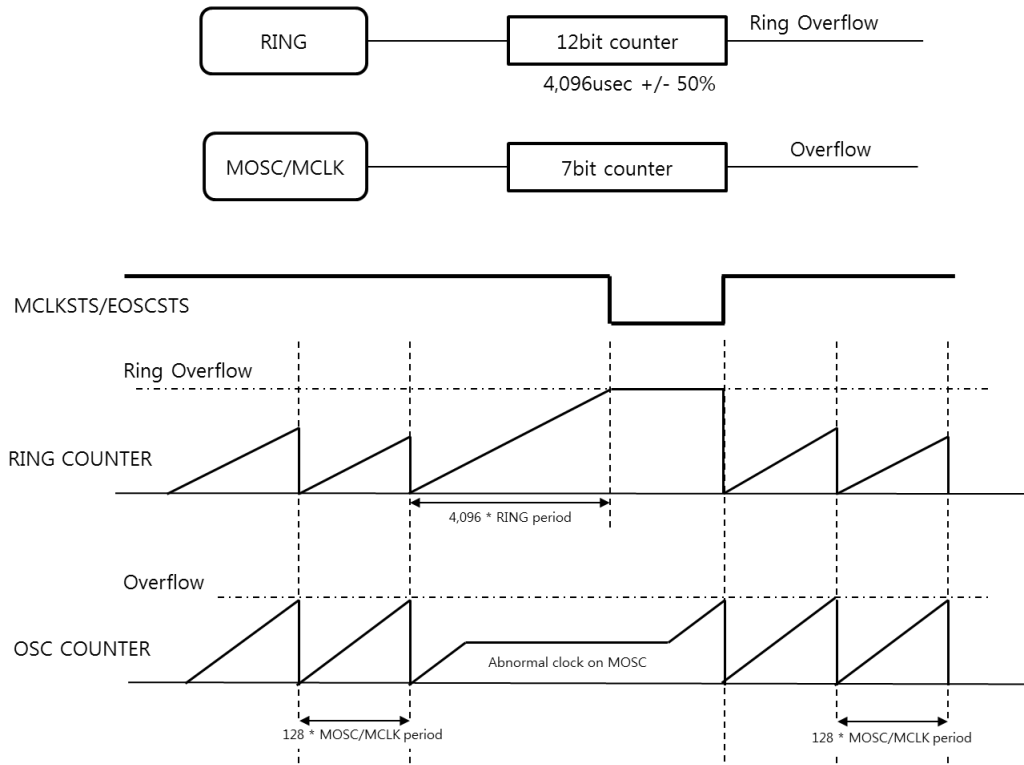 RING
12bit counter
Ring Overflow
4,096usec +/- 50%
MOSC/MCLK
7bit counter
Overflow
MCLKSTS/EOSCSTS
Ring Overflow
RING COUNTER
4,096 * RING period
Overflow
OSC COUNTER
Abnormal clock on MOSC
128 * MOSC/MCLK period
128 * MOSC/MCLK period